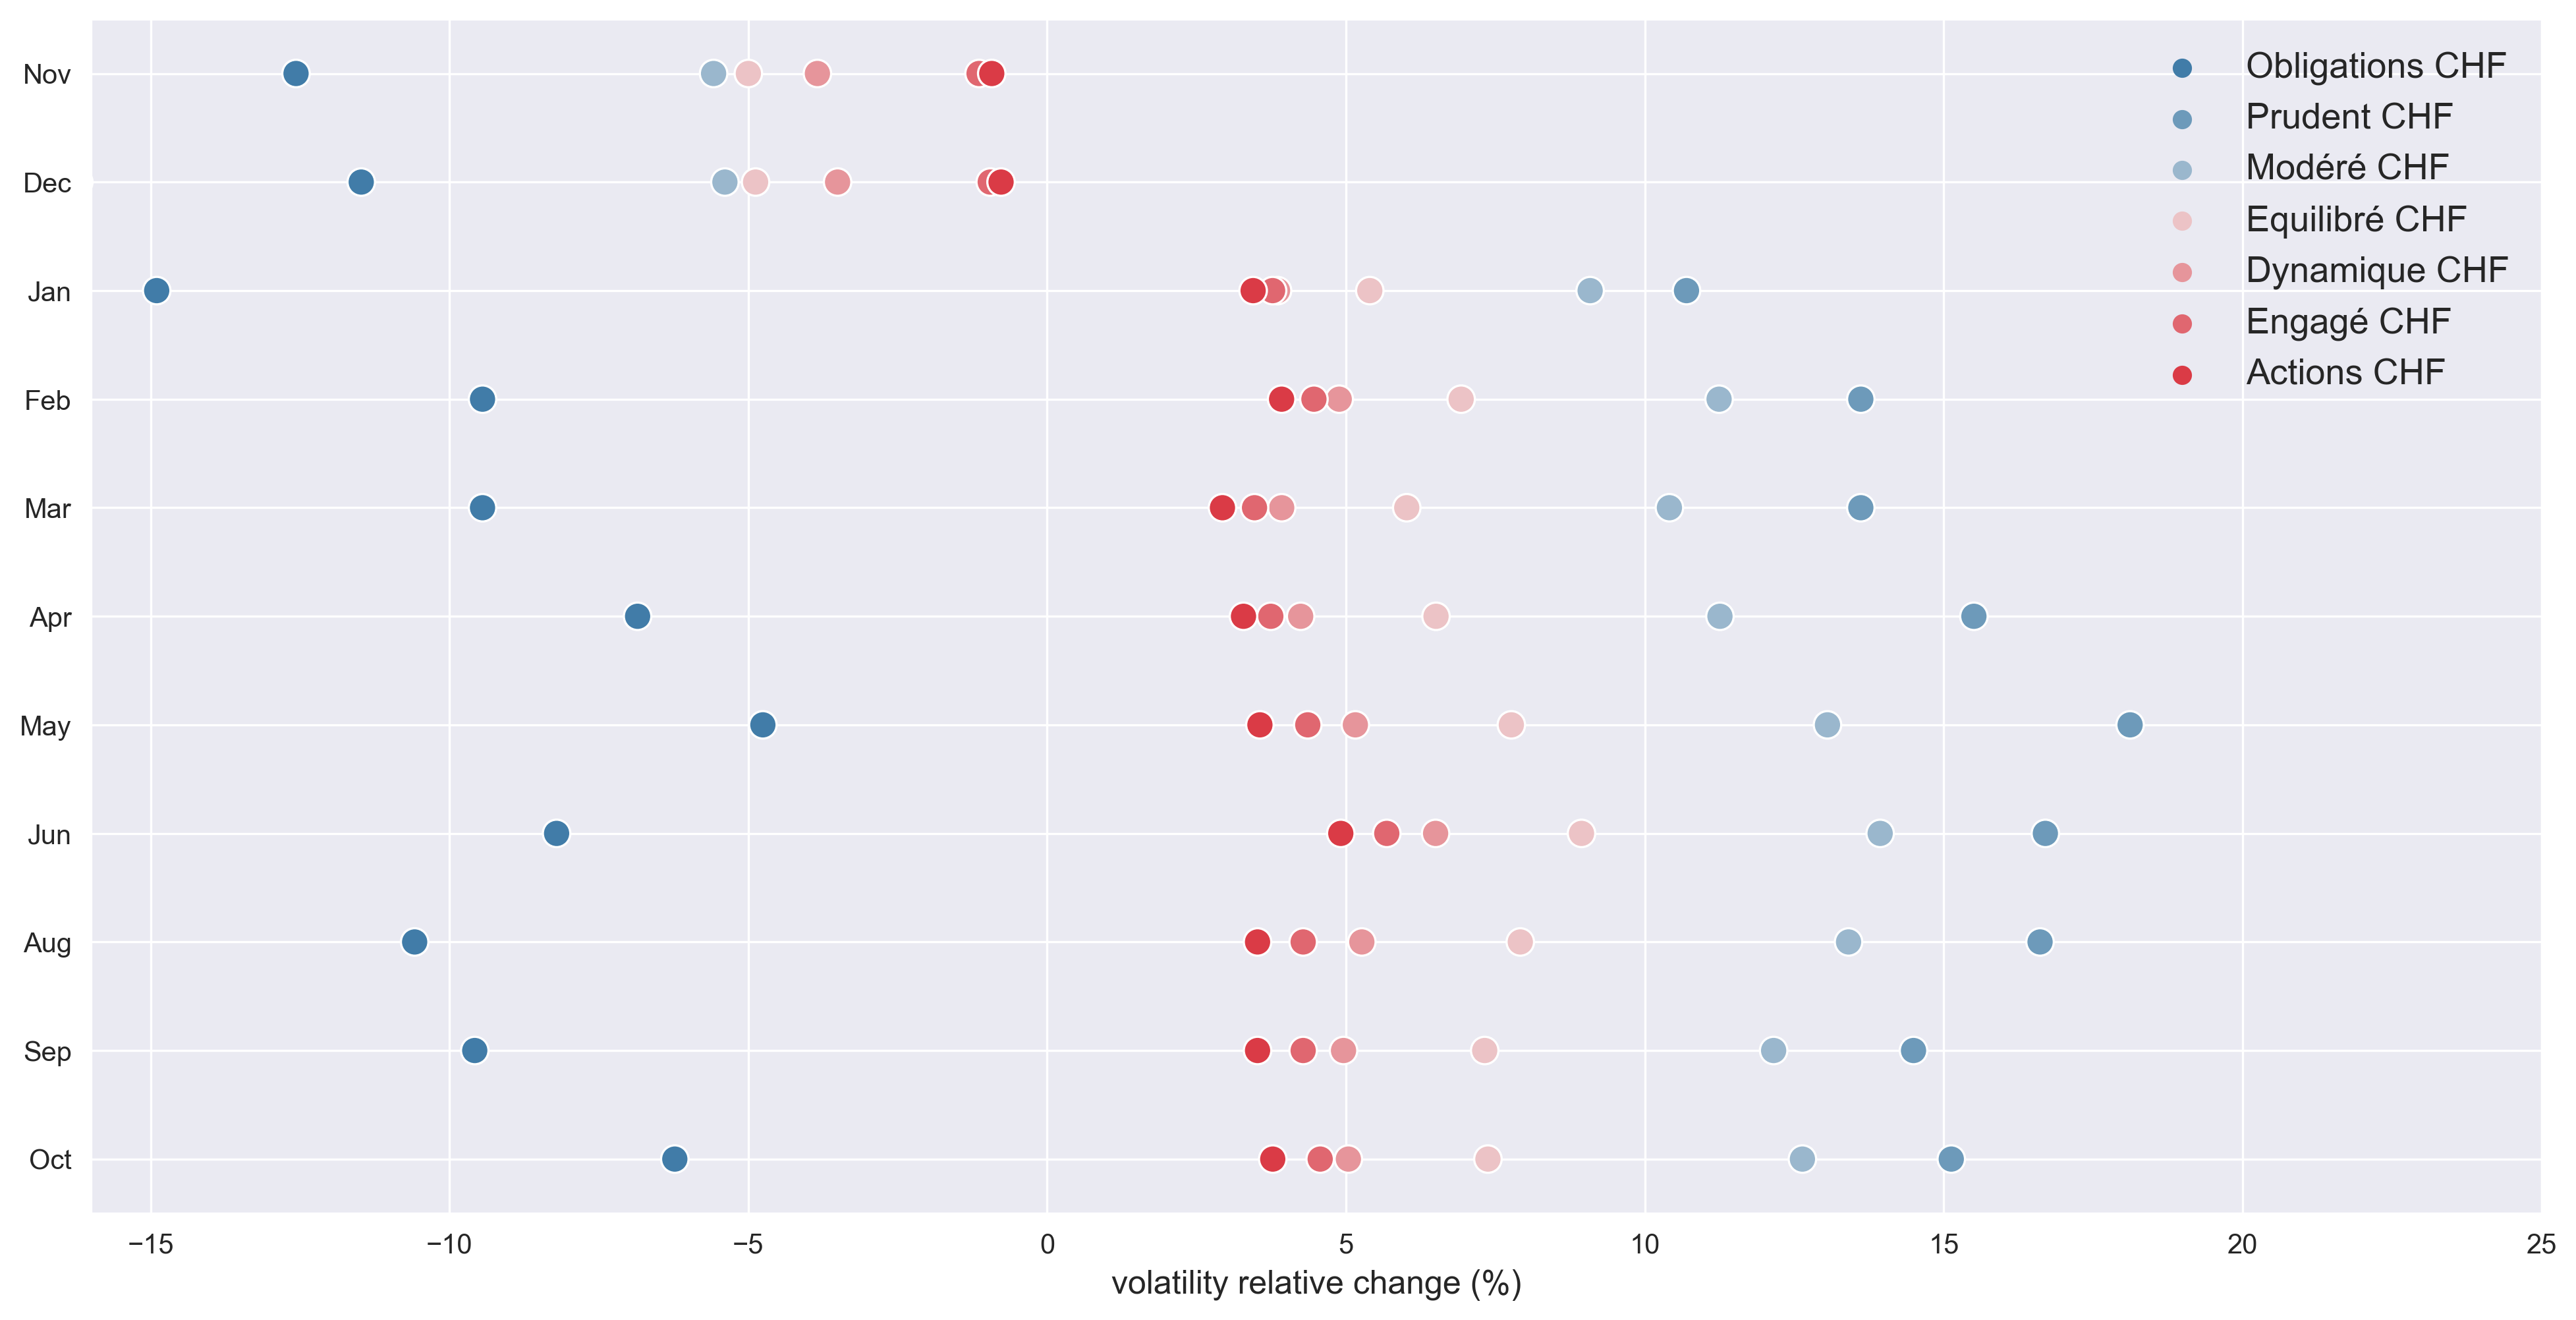 Nov
Dec
Jan
Feb
Mar
Apr
May
Jun
Aug
Sep
Oct
Obligations CHF
Prudent CHF
Modéré CHF
Equilibré CHF
Dynamique CHF
Engagé CHF
Actions CHF
−15 −10 −5 0 5 10 15 20 25
volatility relative change (%)